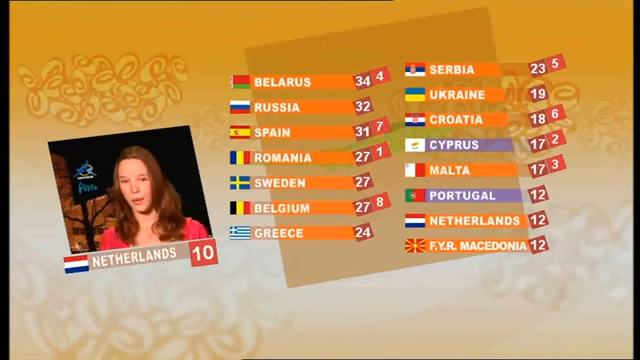 BELARUS 34 4
RUSSIA 32
SPAIN 31 7
ROMANIA 27 1
SWEDEN 27
BELGIUM 27 8
GREECE 24
SERBIA 23 5
UKRAINE 19
CROATIA 18 6
CYPRUS 17 2
MALTA 17 3
PORTUGAL 12
NETHERLANDS 12
F.Y.R. MACEDONIA 12
NETHERLANDS 10